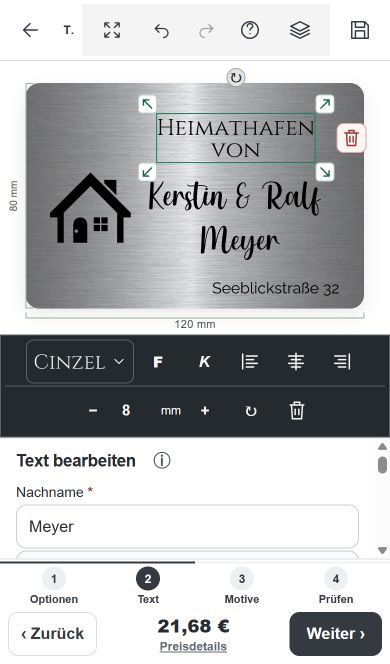 T.
HEIMATHAFEN
VON
Kerstin & Ralf
Meyer
Seeblickstraße 32
80 mm
120 mm
CINZEL
F K
− 8 mm +
Text bearbeiten
Nachname *
Meyer
1 2 3 4
Optionen Text Motive Prüfen
‹ Zurück 21,68 € Weiter ›
Preisdetails